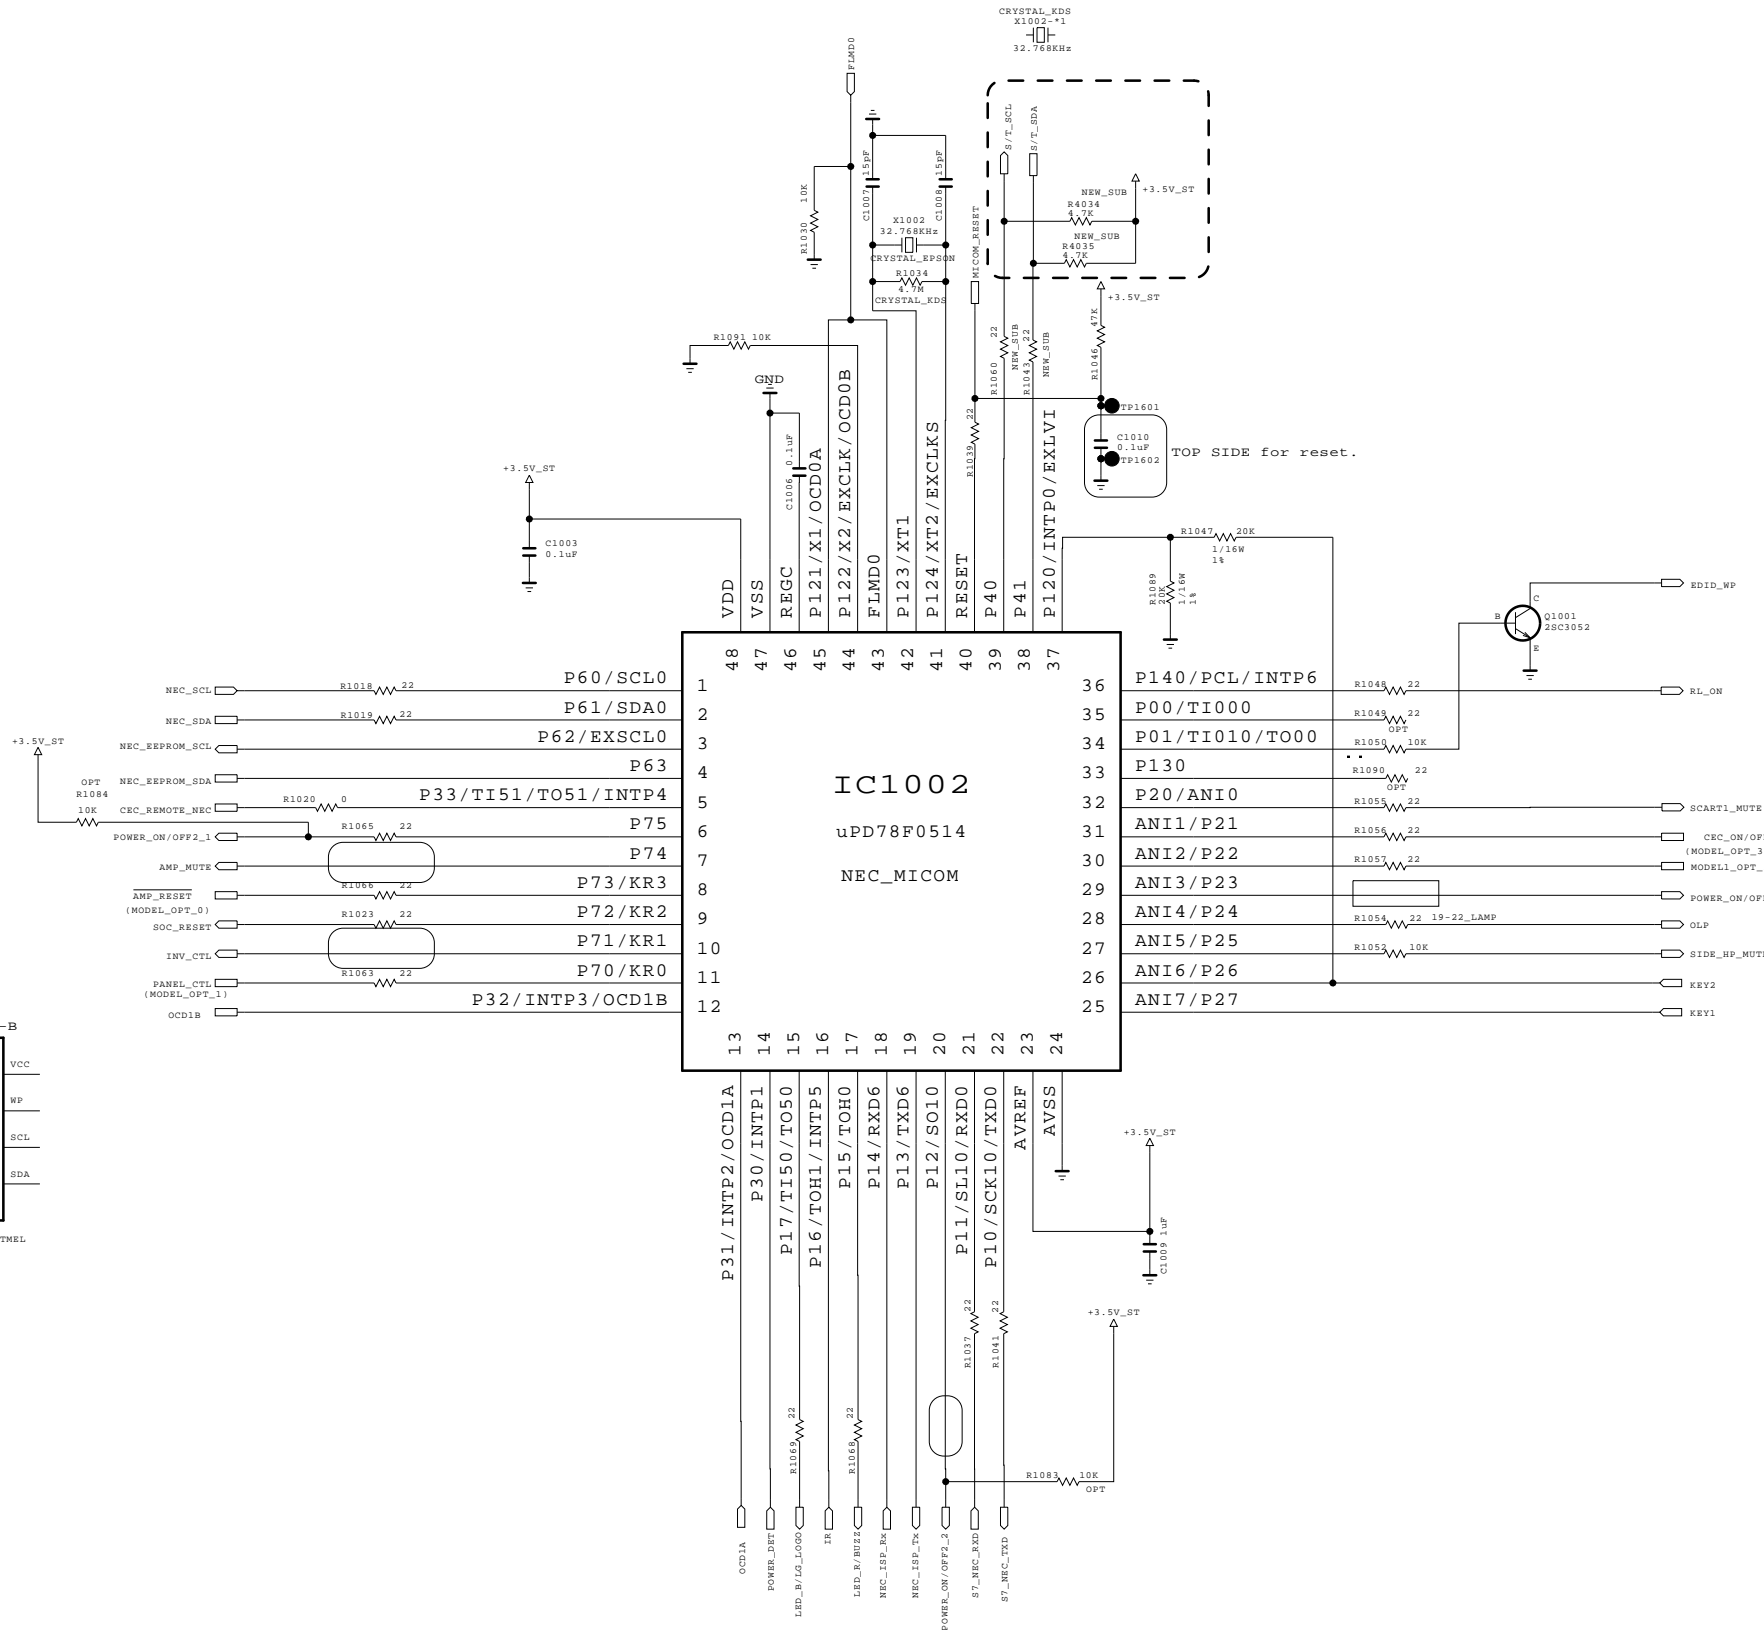 CRYSTAL_KDS
X1002-*1
32.768KHz
FLMD0
S/T_SCL
S/T_SDA
NEW_SUB
+3.5V_ST
R4034
4.7K
NEW_SUB
R4035
4.7K
15pF
C1007
15pF
C1008
10K
R1030
X1002
32.768KHz
CRYSTAL_EPSON
R1034
4.7M
CRYSTAL_KDS
MICOM_RESET
+3.5V_ST
47K
R1046
22
R1060
NEW_SUB
22
R1043
NEW_SUB
R1091 10K
GND
TP1601
C1010
0.1uF
TP1602
TOP SIDE for reset.
22
R1039
0.1uF
C1006
+3.5V_ST
C1003
0.1uF
R1047 20K
1/16W
1%
R1089
20K
1/16W
1%
EDID_WP
C
B
E
Q1001
2SC3052
VDD
VSS
REGC
P121/X1/OCD0A
P122/X2/EXCLK/OCD0B
FLMD0
P123/XT1
P124/XT2/EXCLKS
RESET
P40
P41
P120/INTP0/EXLVI
48
47
46
45
44
43
42
41
40
39
38
37
IC1002
uPD78F0514
NEC_MICOM
NEC_SCL R1018 22 P60/SCL0 1
NEC_SDA R1019 22 P61/SDA0 2
NEC_EEPROM_SCL P62/EXSCL0 3
NEC_EEPROM_SDA P63 4
+3.5V_ST
OPT
R1084
10K
CEC_REMOTE_NEC R1020 0 P33/TI51/TO51/INTP4 5
POWER_ON/OFF2_1 R1065 22 P75 6
AMP_MUTE P74 7
AMP_RESET R1066 22 P73/KR3 8
(MODEL_OPT_0)
SOC_RESET R1023 22 P72/KR2 9
INV_CTL P71/KR1 10
PANEL_CTL R1063 22 P70/KR0 11
(MODEL_OPT_1)
OCD1B P32/INTP3/OCD1B 12
36 P140/PCL/INTP6 R1048 22 RL_ON
35 P00/TI000 R1049 22
OPT
34 P01/TI010/TO00 R1050 10K
33 P130 R1090 22
OPT
32 P20/ANI0 R1055 22 SCART1_MUTE
31 ANI1/P21 R1056 22 CEC_ON/OF
(MODEL_OPT_3
30 ANI2/P22 R1057 22 MODEL1_OPT_
29 ANI3/P23 POWER_ON/OF
28 ANI4/P24 R1054 22 19-22_LAMP OLP
27 ANI5/P25 R1052 10K SIDE_HP_MUTE
26 ANI6/P26 KEY2
25 ANI7/P27 KEY1
-B
VCC
WP
SCL
SDA
TMEL
13
14
15
16
17
18
19
20
21
22
23
24
P31/INTP2/OCD1A
P30/INTP1
P17/TI50/TO50
P16/TOH1/INTP5
P15/TOH0
P14/RXD6
P13/TXD6
P12/SO10
P11/SL10/RXD0
P10/SCK10/TXD0
AVREF
AVSS
+3.5V_ST
1uF
C1009
+3.5V_ST
22
R1037
22
R1041
22
R1069
22
R1068
R1083 10K
OPT
OCD1A
POWER_DET
LED_B/LG_LOGO
IR
LED_R/BUZZ
NEC_ISP_Rx
NEC_ISP_Tx
POWER_ON/OFF2_2
S7_NEC_RXD
S7_NEC_TXD